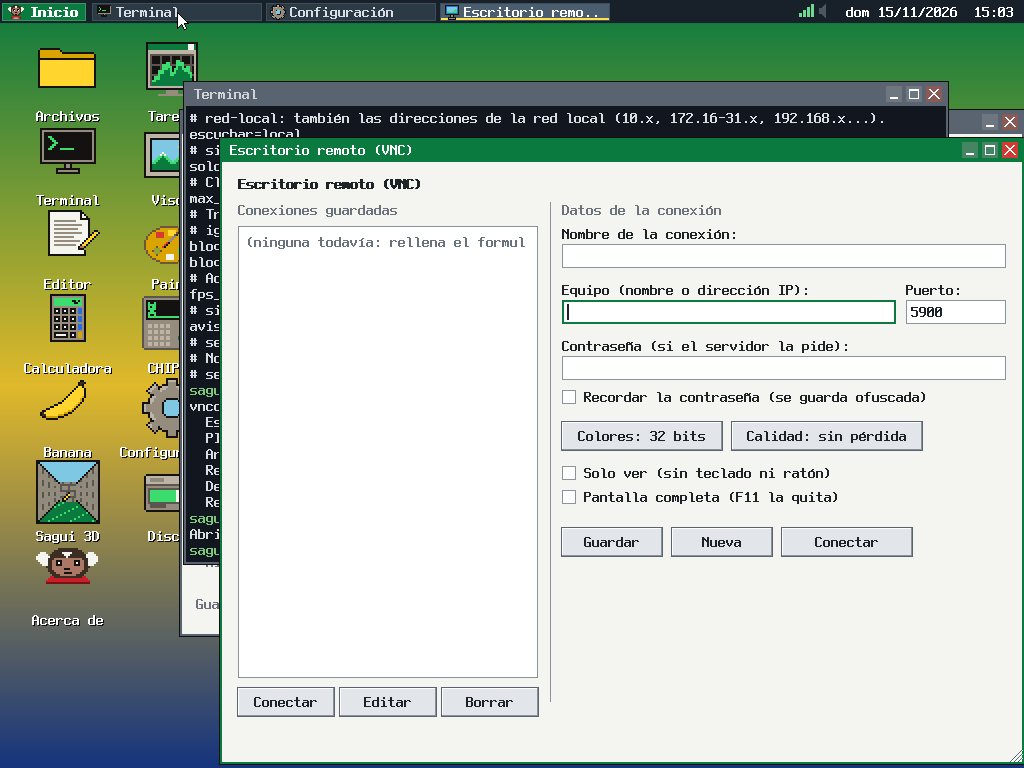 Inicio
Terminal
Configuración
Escritorio remo..
dom 15/11/2026
15:03
Archivos
Terminal
Editor
Calculadora
Banana
Sagui 3D
Acerca de
Terminal
# red-local: también las direcciones de la red local (10.x, 172.16-31.x, 192.168.x...).
escuchar=local
Escritorio remoto (VNC)
Escritorio remoto (VNC)
Conexiones guardadas
(ninguna todavía: rellena el formul
Conectar
Editar
Borrar
Datos de la conexión
Nombre de la conexión:
Equipo (nombre o dirección IP):
Puerto:
5900
Contraseña (si el servidor la pide):
Recordar la contraseña (se guarda ofuscada)
Colores: 32 bits
Calidad: sin pérdida
Solo ver (sin teclado ni ratón)
Pantalla completa (F11 la quita)
Guardar
Nueva
Conectar